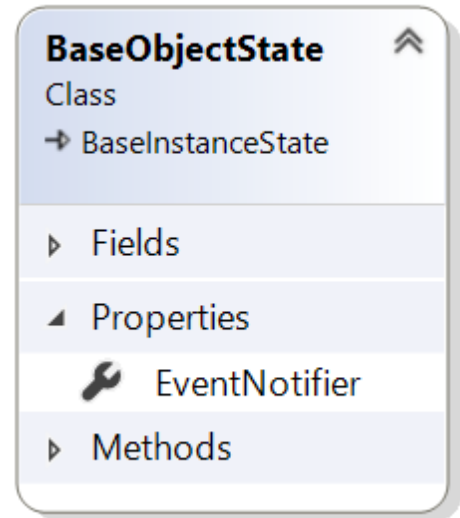 BaseObjectState
Class
BaseInstanceState
Fields
Properties
EventNotifier
Methods